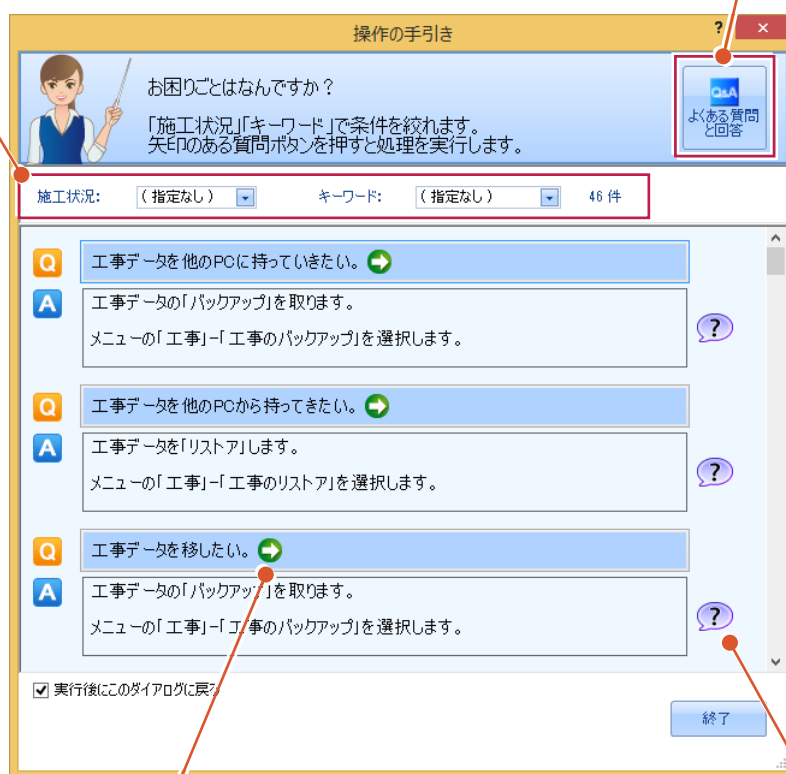 操作の手引き
? ×
お困りごとはなんですか?
「施工状況」「キーワード」で条件を絞れます。
矢印のある質問ボタンを押すと処理を実行します。
Q&A
よくある質問
と回答
施工状況: (指定なし) キーワード: (指定なし) 46 件
Q 工事データを他のPCに持っていきたい。
A 工事データの「バックアップ」を取ります。
メニューの「工事」-「工事のバックアップ」を選択します。
?
Q 工事データを他のPCから持ってきたい。
A 工事データを「リストア」します。
メニューの「工事」-「工事のリストア」を選択します。
?
Q 工事データを移したい。
A 工事データの「バックアップ」を取ります。
メニューの「工事」-「工事のバックアップ」を選択します。
?
実行後にこのダイアログに戻る
終了